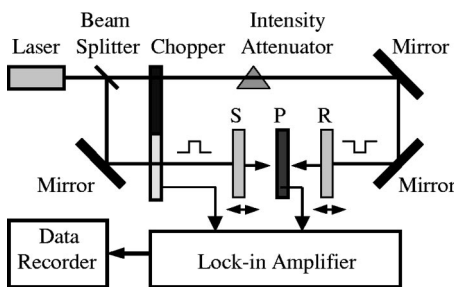 Laser
Beam
Splitter
Chopper
Intensity
Attenuator
Mirror
S
P
R
Mirror
Mirror
Data
Recorder
Lock-in Amplifier